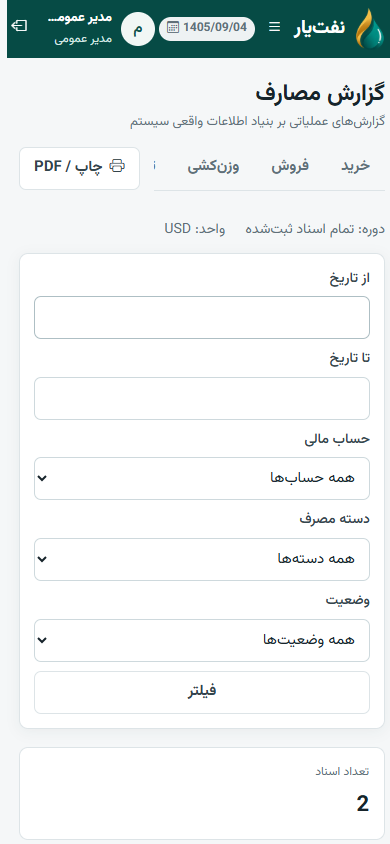 نفت‌یار
1405/09/04
م
مدیر عمومـ...
مدیر عمومی
گزارش مصارف
گزارش‌های عملیاتی بر بنیاد اطلاعات واقعی سیستم
خرید
فروش
وزن‌کشی
چاپ / PDF
دوره: تمام اسناد ثبت‌شده
واحد: USD
از تاریخ
تا تاریخ
حساب مالی
همه حساب‌ها
دسته مصرف
همه دسته‌ها
وضعیت
همه وضعیت‌ها
فیلتر
تعداد اسناد
2